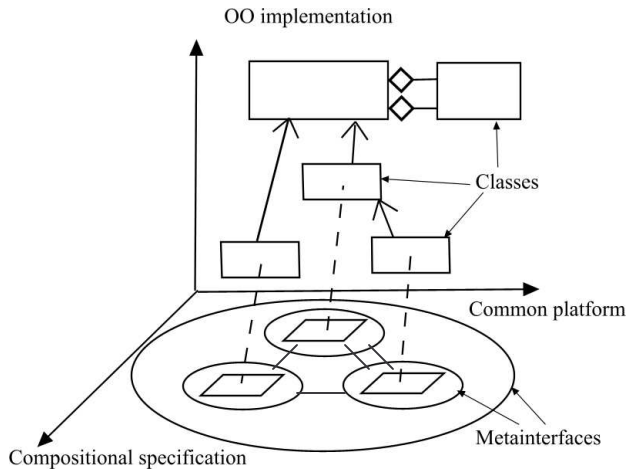 OO implementation
Classes
Common platform
Metainterfaces
Compositional specification